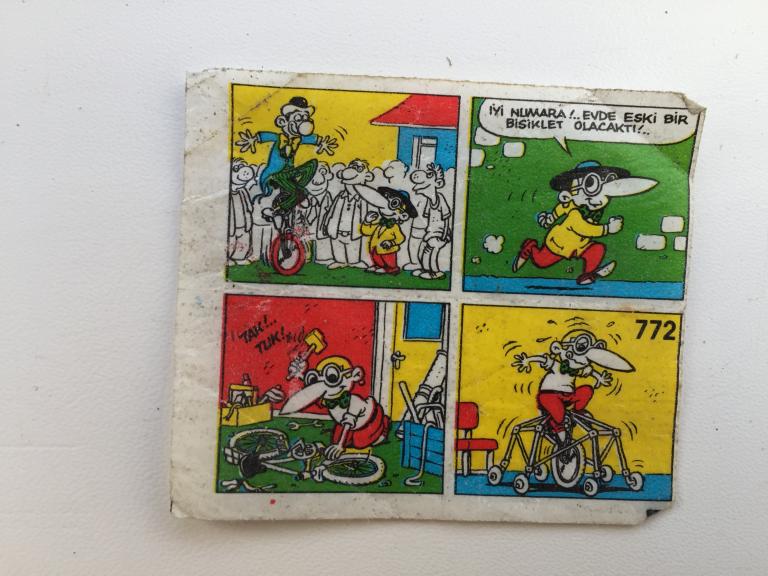 İYİ NUMARA!.. EVDE ESKİ BİR
BİSİKLET OLACAKTI!..
TAK!..
TUK!
772